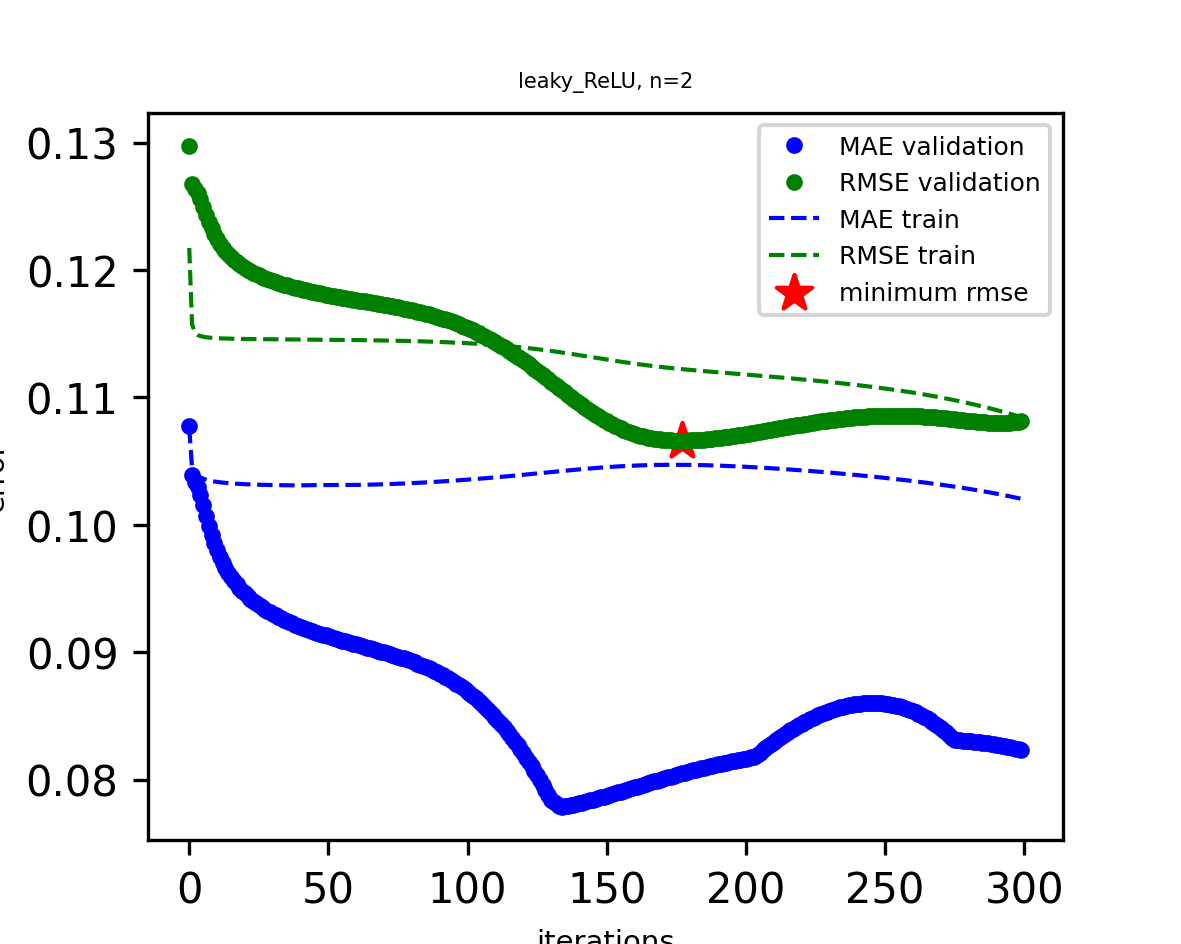 leaky_ReLU, n=2
0.13
0.12
0.11
0.10
0.09
0.08
0 50 100 150 200 250 300
iterations
MAE validation
RMSE validation
MAE train
RMSE train
minimum rmse